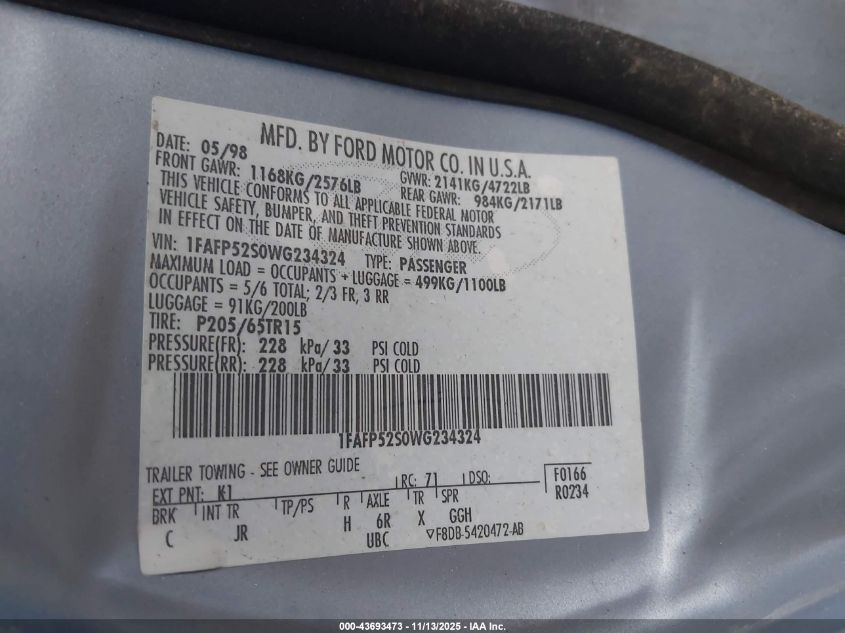 MFD. BY FORD MOTOR CO. IN U.S.A.
DATE: 05/98 GVWR: 2141KG/4722LB
FRONT GAWR: 1168KG/2576LB REAR GAWR: 984KG/2171LB
THIS VEHICLE CONFORMS TO ALL APPLICABLE FEDERAL MOTOR
VEHICLE SAFETY, BUMPER, AND THEFT PREVENTION STANDARDS
IN EFFECT ON THE DATE OF MANUFACTURE SHOWN ABOVE.
VIN: 1FAFP52S0WG234324 TYPE: PASSENGER
MAXIMUM LOAD = OCCUPANTS + LUGGAGE = 499KG/1100LB
OCCUPANTS = 5/6 TOTAL; 2/3 FR, 3 RR
LUGGAGE = 91KG/200LB
TIRE: P205/65TR15
PRESSURE(FR): 228 kPa/33 PSI COLD
PRESSURE(RR): 228 kPa/33 PSI COLD
1FAFP52S0WG234324
TRAILER TOWING - SEE OWNER GUIDE
EXT PNT: K1 RC: 71 DSO: F0166
BRK INT TR TP/PS R AXLE TR SPR R0234
C JR H 6R X GGH
UBC F8DB-5420472-AB
000-43693473 - 11/13/2025 - IAA Inc.